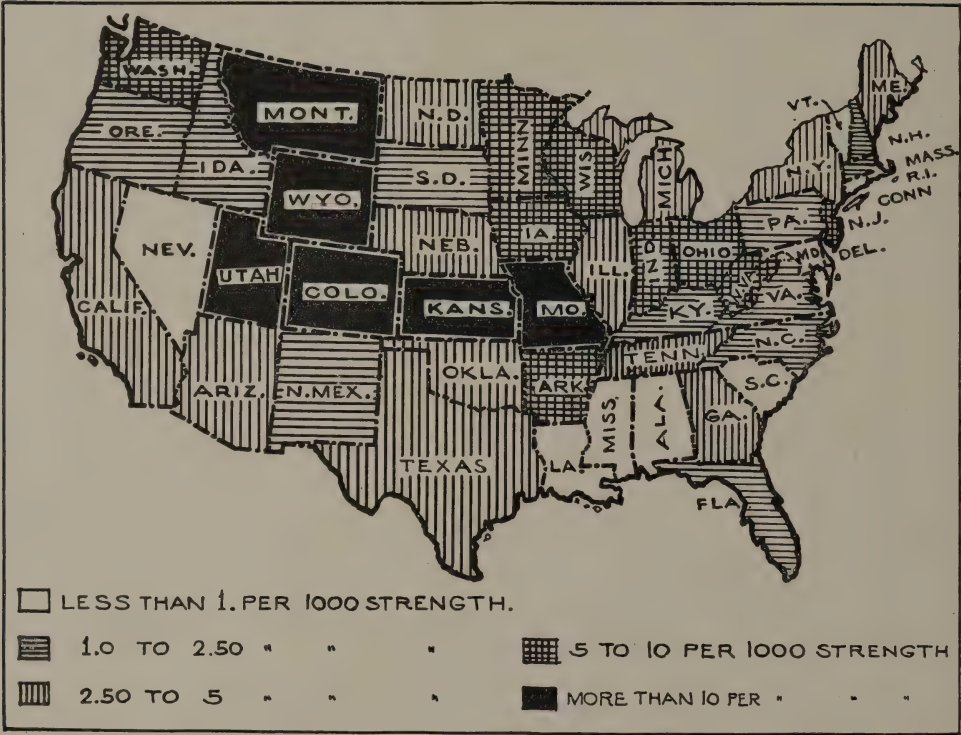 WASH.
MONT.
N.D.
MINN
WIS.
MICH.
ME.
VT.
N.H.
MASS.
R.I.
CONN
N.Y.
N.J.
PA.
DEL.
MD.
ORE.
IDA.
WYO.
S.D.
IA.
NEB.
NEV.
UTAH
COLO.
KANS.
MO.
ILL.
IND.
OHIO
W.VA.
VA.
KY.
CALIF.
ARIZ.
N.MEX.
OKLA.
ARK.
TENN.
N.C.
S.C.
TEXAS
LA.
MISS.
ALA.
GA.
FLA
LESS THAN 1. PER 1000 STRENGTH.
1.0 TO 2.50 " " "
5 TO 10 PER 1000 STRENGTH
2.50 TO 5 " " "
MORE THAN 10 PER " " "